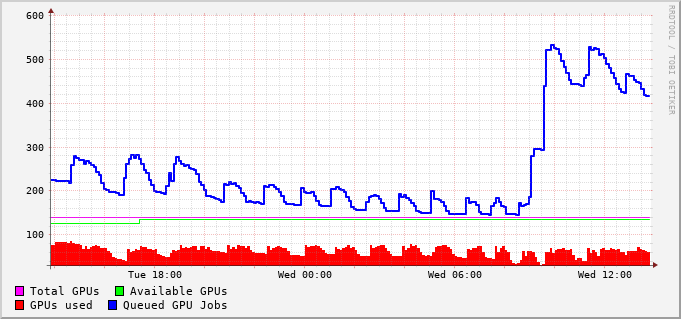 600
500
400
300
200
100
Tue 18:00 Wed 00:00 Wed 06:00 Wed 12:00
Total GPUs Available GPUs
GPUs used Queued GPU Jobs
RRDTOOL / TOBI OETIKER